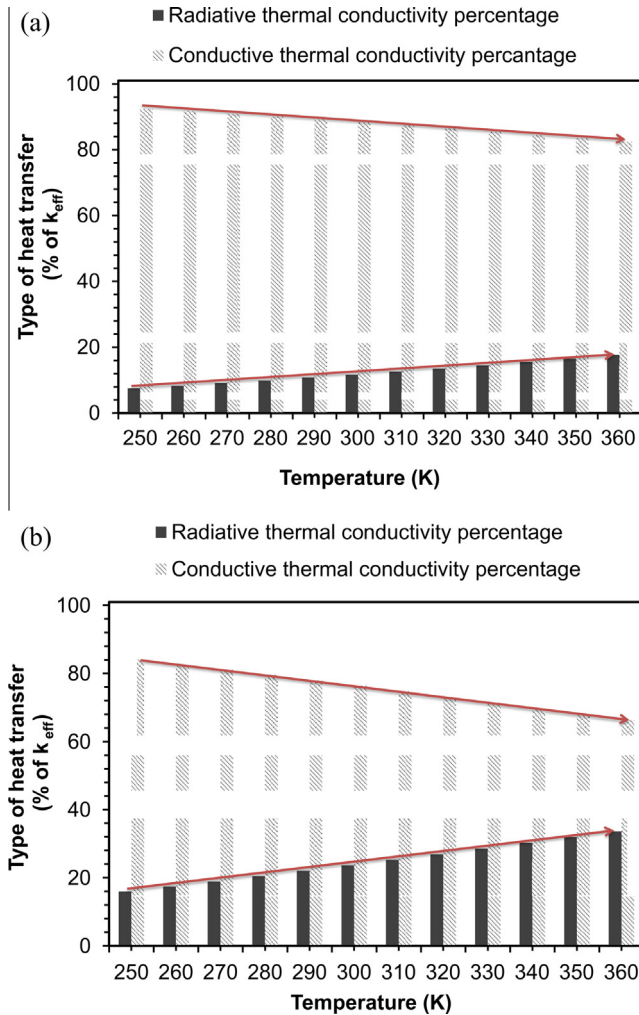 (a)
Radiative thermal conductivity percentage
Conductive thermal conductivity percantage
Type of heat transfer
(% of keff)
100
80
60
40
20
0
250 260 270 280 290 300 310 320 330 340 350 360
Temperature (K)
(b)
Radiative thermal conductivity percentage
Conductive thermal conductivity percentage
Type of heat transfer
(% of k eff)
100
80
60
40
20
0
250 260 270 280 290 300 310 320 330 340 350 360
Temperature (K)